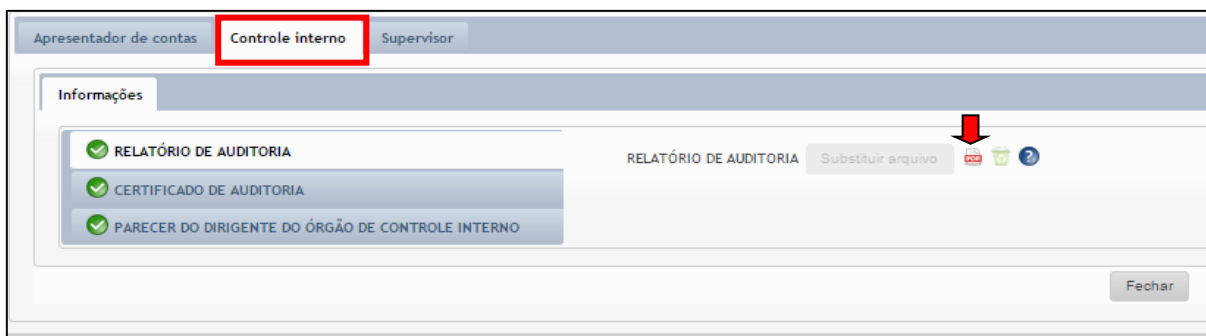 Apresentador de contas Controle interno Supervisor
Informações
RELATÓRIO DE AUDITORIA RELATÓRIO DE AUDITORIA Substituir arquivo PDF ?
CERTIFICADO DE AUDITORIA
PARECER DO DIRIGENTE DO ÓRGÃO DE CONTROLE INTERNO
Fechar